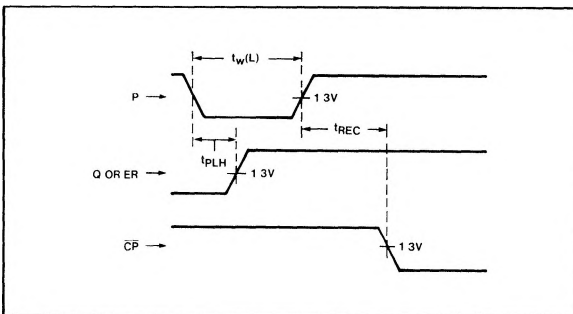 tw(L)
P → 1 3V
tREC
tPLH
Q OR ER → 1 3V
CP → 1 3V